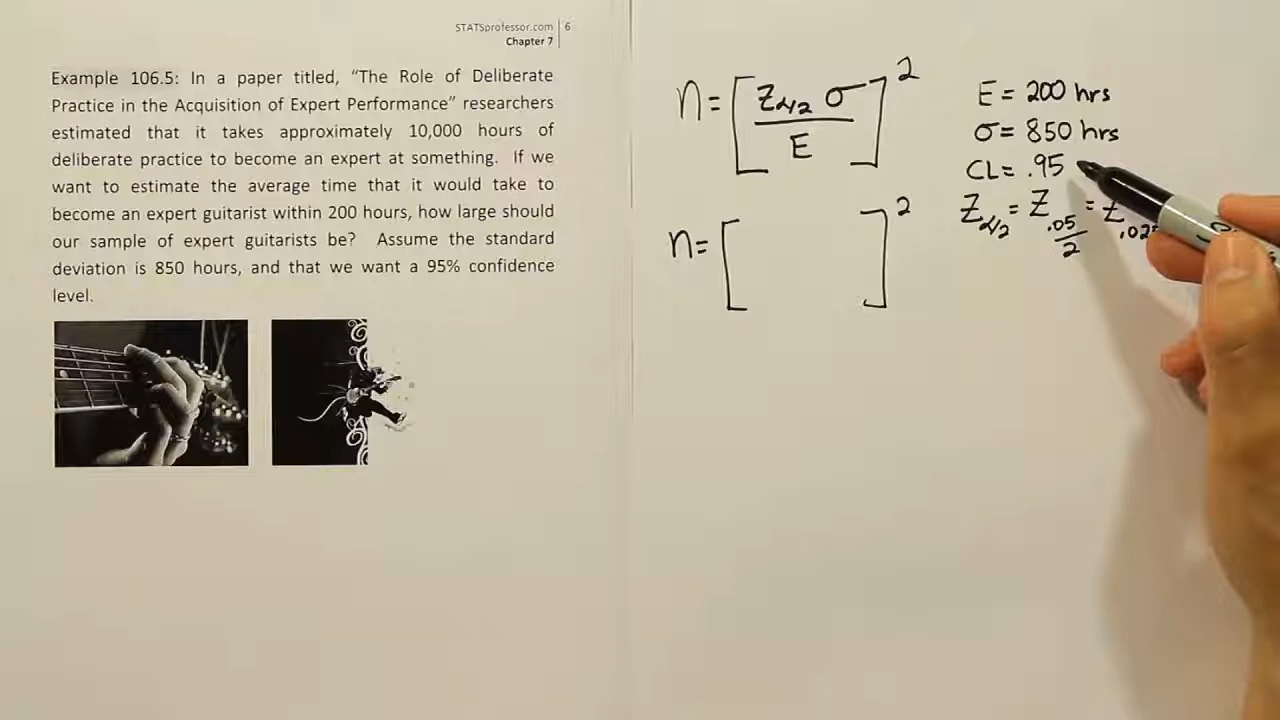 STATSprofessor.com 6
Chapter 7
Example 106.5: In a paper titled, “The Role of Deliberate
Practice in the Acquisition of Expert Performance” researchers
estimated that it takes approximately 10,000 hours of
deliberate practice to become an expert at something. If we
want to estimate the average time that it would take to
become an expert guitarist within 200 hours, how large should
our sample of expert guitarists be? Assume the standard
deviation is 850 hours, and that we want a 95% confidence
level.
n = [ Z α/2 σ / E ] 2
n = [ ] 2
E = 200 hrs
σ = 850 hrs
CL = .95
Z α/2 = Z .05/2 = Z .025